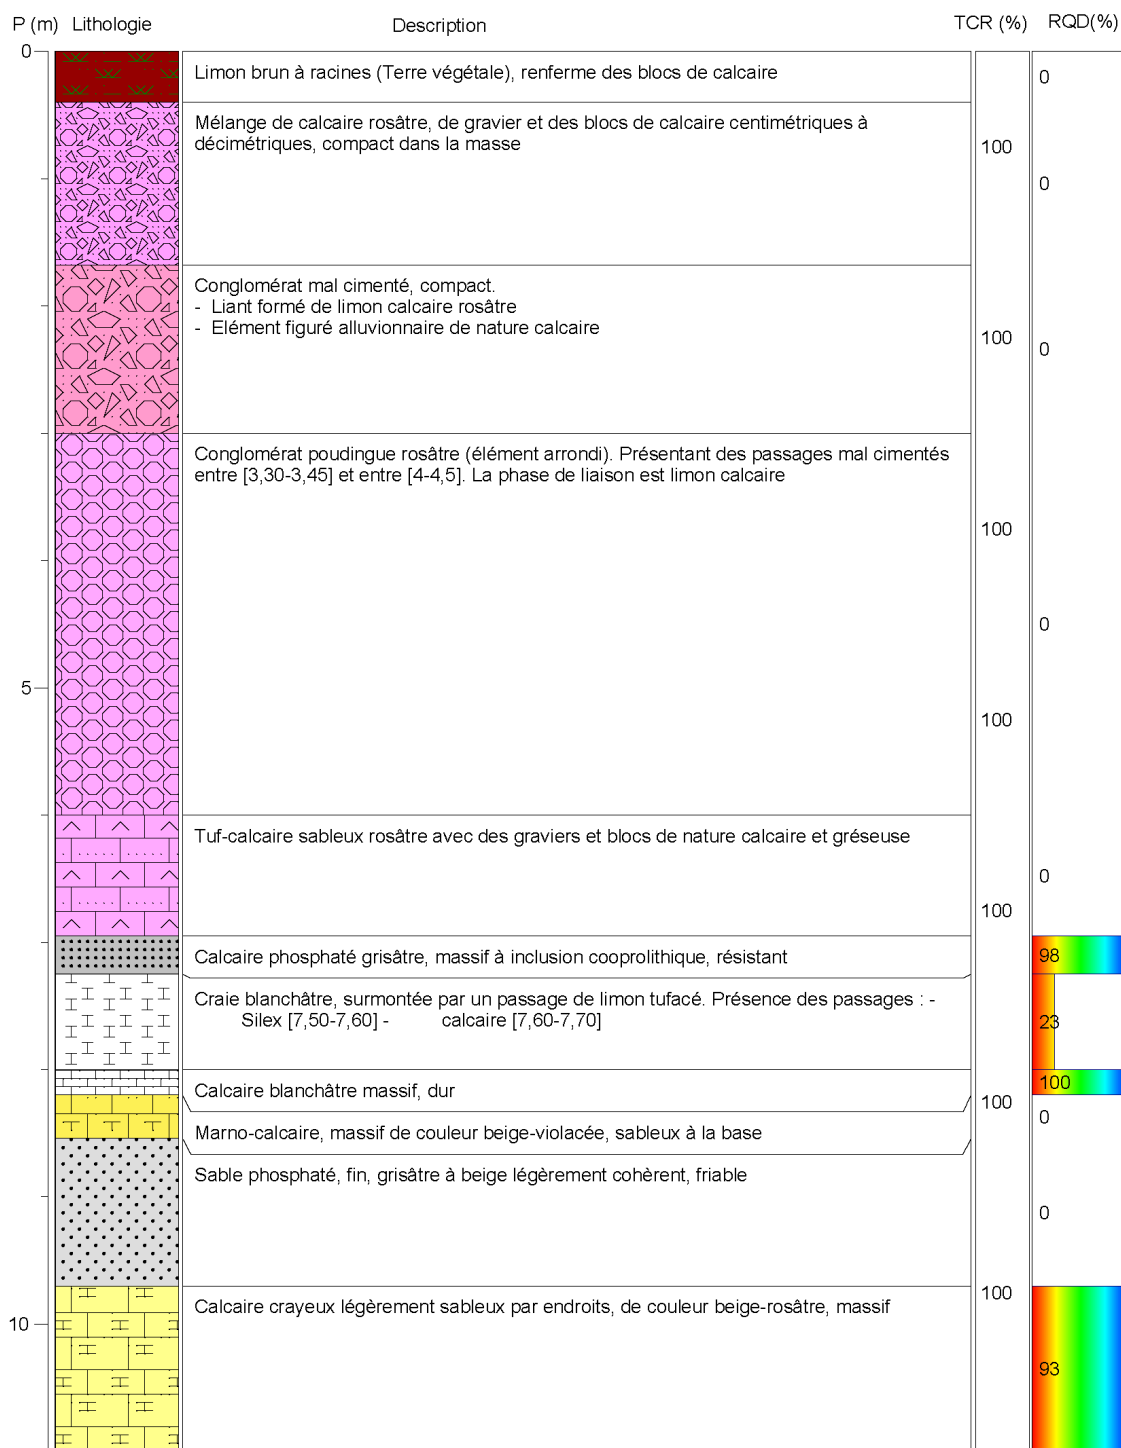 P (m) Lithologie Description TCR (%) RQD(%)
0
Limon brun à racines (Terre végétale), renferme des blocs de calcaire
0
Mélange de calcaire rosâtre, de gravier et des blocs de calcaire centimétriques à
décimétriques, compact dans la masse
100
0
Conglomérat mal cimenté, compact.
- Liant formé de limon calcaire rosâtre
- Elément figuré alluvionnaire de nature calcaire
100
0
Conglomérat poudingue rosâtre (élément arrondi). Présentant des passages mal cimentés
entre [3,30-3,45] et entre [4-4,5]. La phase de liaison est limon calcaire
100
0
5
100
Tuf-calcaire sableux rosâtre avec des graviers et blocs de nature calcaire et gréseuse
0
100
Calcaire phosphaté grisâtre, massif à inclusion cooprolithique, résistant
98
Craie blanchâtre, surmontée par un passage de limon tufacé. Présence des passages : -
Silex [7,50-7,60] - calcaire [7,60-7,70]
23
Calcaire blanchâtre massif, dur
100
100
0
Marno-calcaire, massif de couleur beige-violacée, sableux à la base
Sable phosphaté, fin, grisâtre à beige légèrement cohèrent, friable
0
100
Calcaire crayeux légèrement sableux par endroits, de couleur beige-rosâtre, massif
10
93